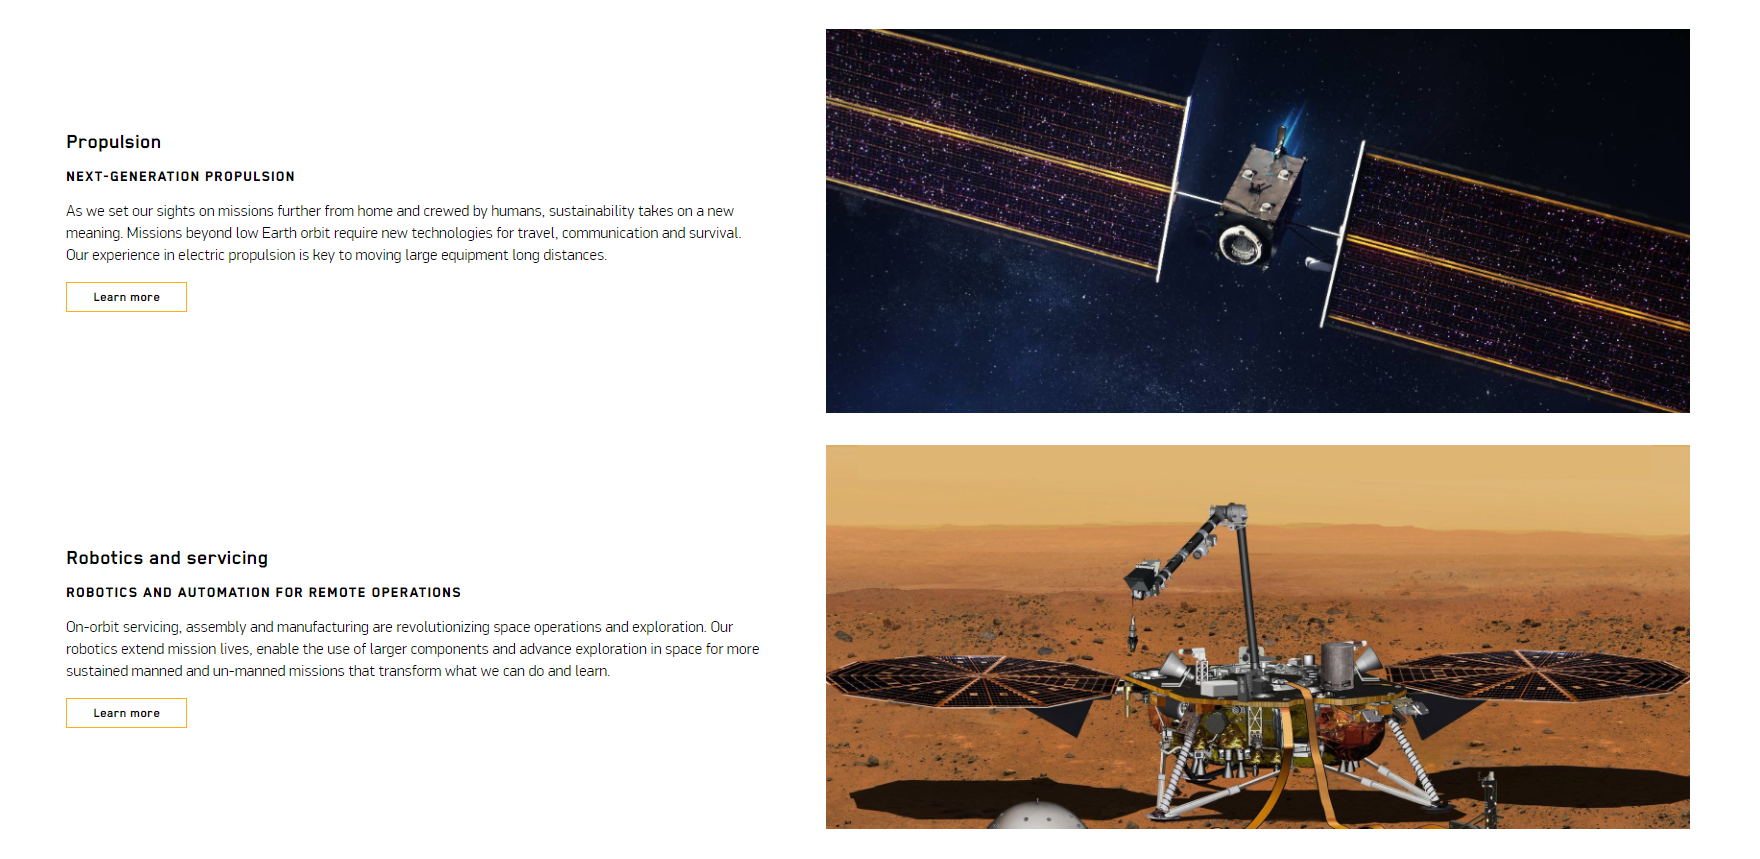 Propulsion
NEXT-GENERATION PROPULSION
As we set our sights on missions further from home and crewed by humans, sustainability takes on a new
meaning. Missions beyond low Earth orbit require new technologies for travel, communication and survival.
Our experience in electric propulsion is key to moving large equipment long distances.
Learn more
Robotics and servicing
ROBOTICS AND AUTOMATION FOR REMOTE OPERATIONS
On-orbit servicing, assembly and manufacturing are revolutionizing space operations and exploration. Our
robotics extend mission lives, enable the use of larger components and advance exploration in space for more
sustained manned and un-manned missions that transform what we can do and learn.
Learn more